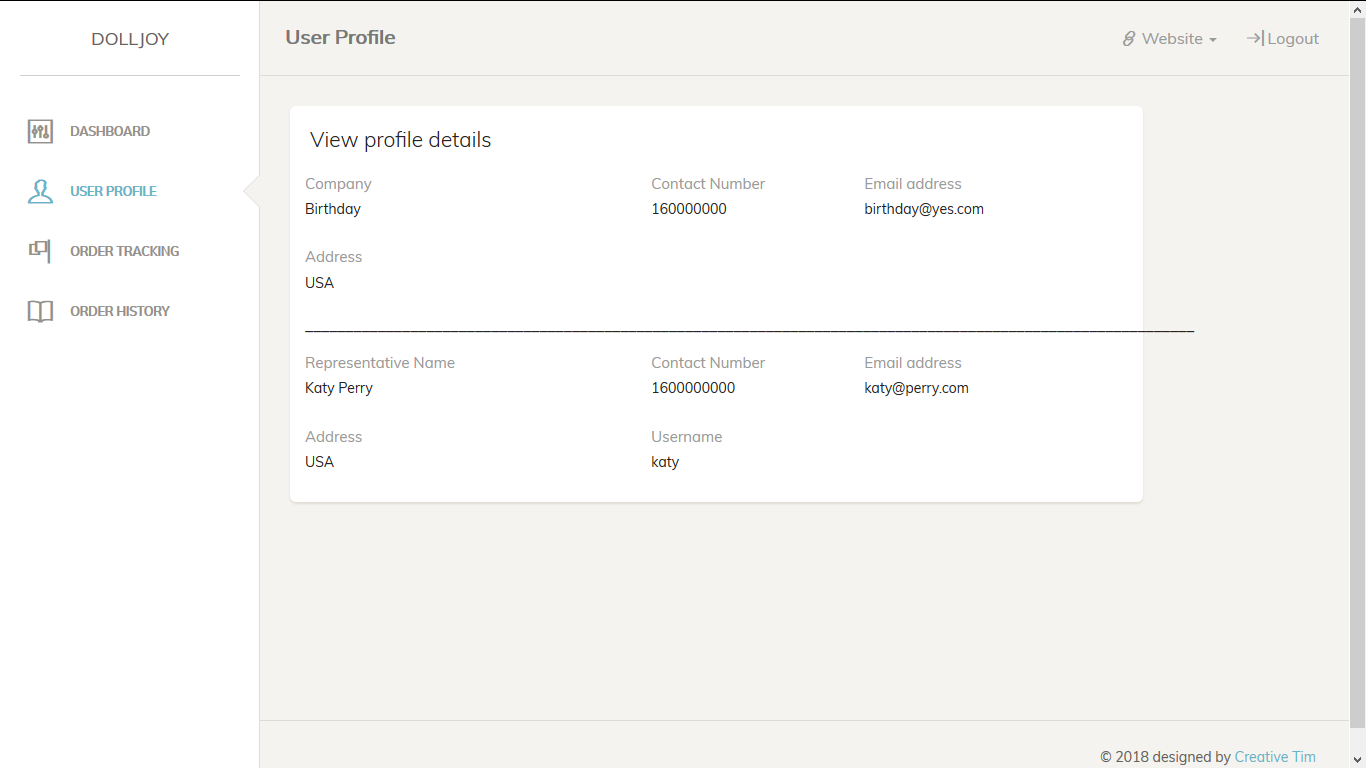 DOLLJOY
User Profile
Website
Logout
DASHBOARD
USER PROFILE
ORDER TRACKING
ORDER HISTORY
View profile details
Company Contact Number Email address
Birthday 160000000 birthday@yes.com
Address
USA
Representative Name Contact Number Email address
Katy Perry 1600000000 katy@perry.com
Address Username
USA katy
© 2018 designed by Creative Tim